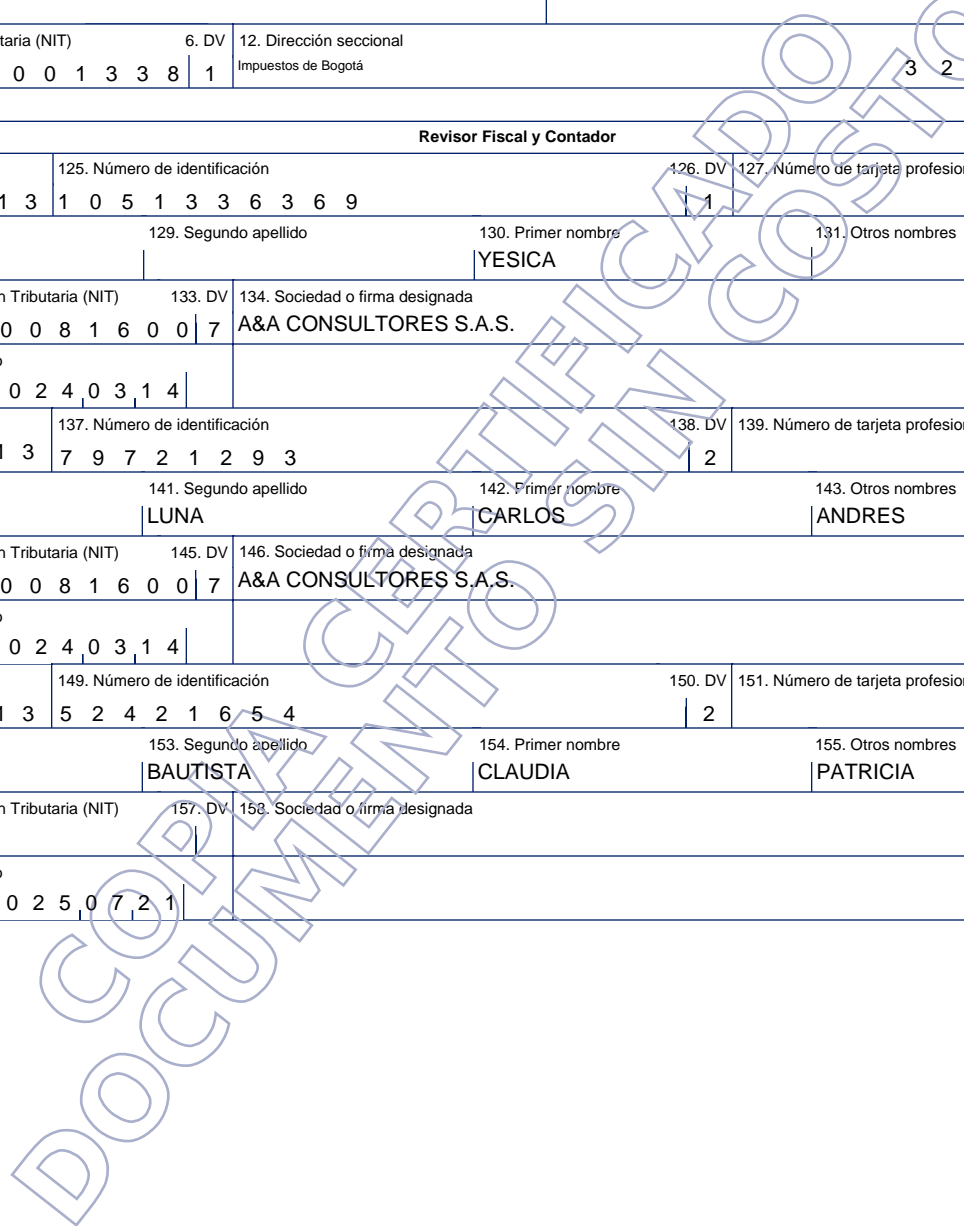 taria (NIT) 6. DV 12. Dirección seccional
0 0 1 3 3 8 1 Impuestos de Bogotá 3 2
Revisor Fiscal y Contador
125. Número de identificación 126. DV 127. Número de tarjeta profesion
1 3 1 0 5 1 3 3 6 3 6 9 1
129. Segundo apellido 130. Primer nombre 131. Otros nombres
YESICA
n Tributaria (NIT) 133. DV 134. Sociedad o firma designada
0 0 8 1 6 0 0 7 A&A CONSULTORES S.A.S.
o
0 2 4 0 3 1 4
137. Número de identificación 138. DV 139. Número de tarjeta profesion
1 3 7 9 7 2 1 2 9 3 2
141. Segundo apellido 142. Primer nombre 143. Otros nombres
LUNA CARLOS ANDRES
n Tributaria (NIT) 145. DV 146. Sociedad o firma designada
0 0 8 1 6 0 0 7 A&A CONSULTORES S.A.S.
o
0 2 4 0 3 1 4
149. Número de identificación 150. DV 151. Número de tarjeta profesion
1 3 5 2 4 2 1 6 5 4 2
153. Segundo apellido 154. Primer nombre 155. Otros nombres
BAUTISTA CLAUDIA PATRICIA
n Tributaria (NIT) 157. DV 158. Sociedad o firma designada
o
0 2 5 0 7 2 1
COPIA CERTIFICADO
DOCUMENTO SIN COSTO